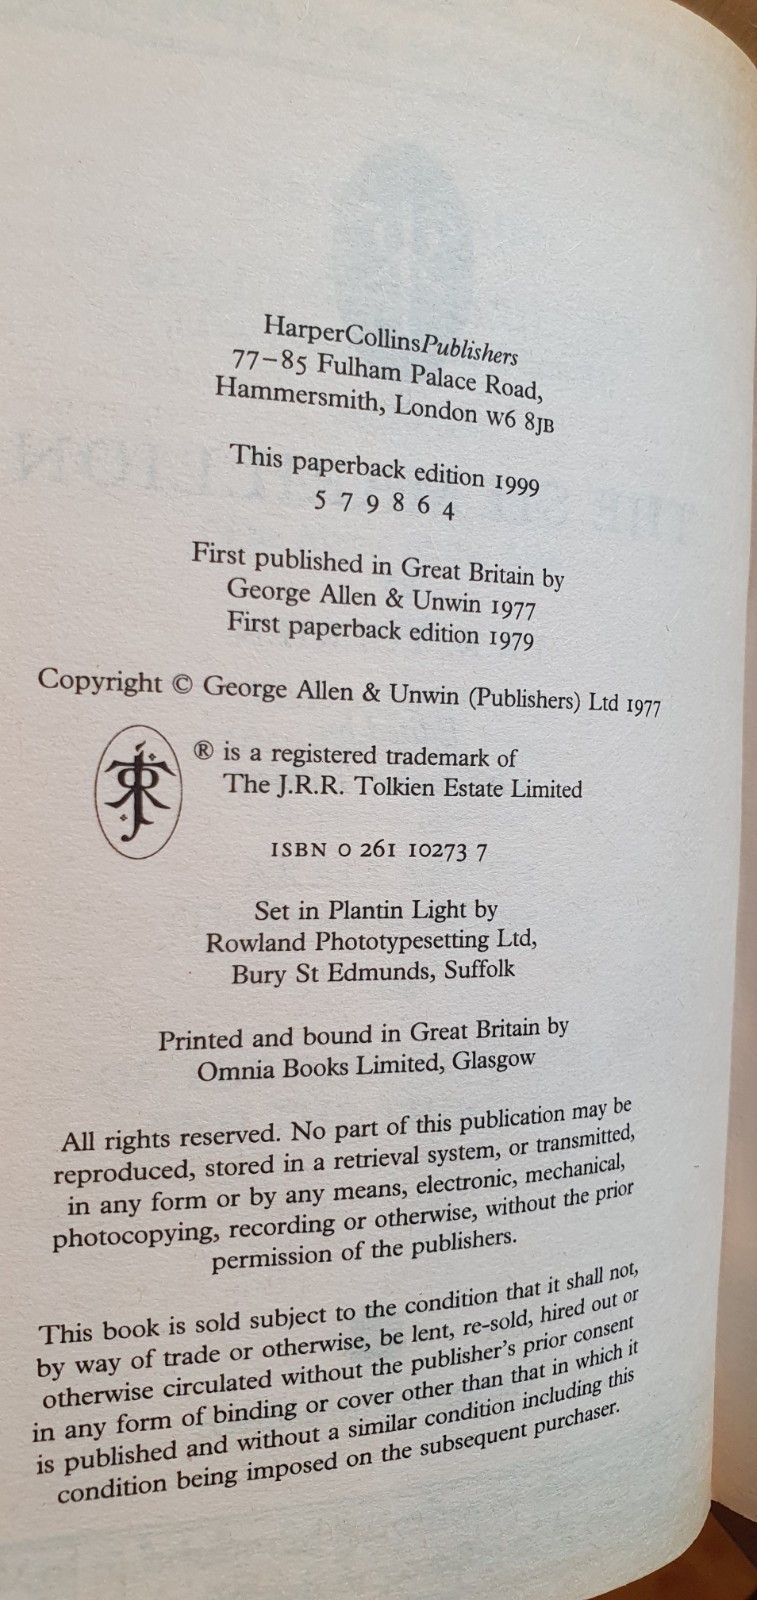 HarperCollinsPublishers
77–85 Fulham Palace Road,
Hammersmith, London W6 8JB
This paperback edition 1999
5 7 9 8 6 4
First published in Great Britain by
George Allen & Unwin 1977
First paperback edition 1979
Copyright © George Allen & Unwin (Publishers) Ltd 1977
® is a registered trademark of
The J.R.R. Tolkien Estate Limited
ISBN 0 261 10273 7
Set in Plantin Light by
Rowland Phototypesetting Ltd,
Bury St Edmunds, Suffolk
Printed and bound in Great Britain by
Omnia Books Limited, Glasgow
All rights reserved. No part of this publication may be
reproduced, stored in a retrieval system, or transmitted,
in any form or by any means, electronic, mechanical,
photocopying, recording or otherwise, without the prior
permission of the publishers.
This book is sold subject to the condition that it shall not,
by way of trade or otherwise, be lent, re-sold, hired out or
otherwise circulated without the publisher's prior consent
in any form of binding or cover other than that in which it
is published and without a similar condition including this
condition being imposed on the subsequent purchaser.